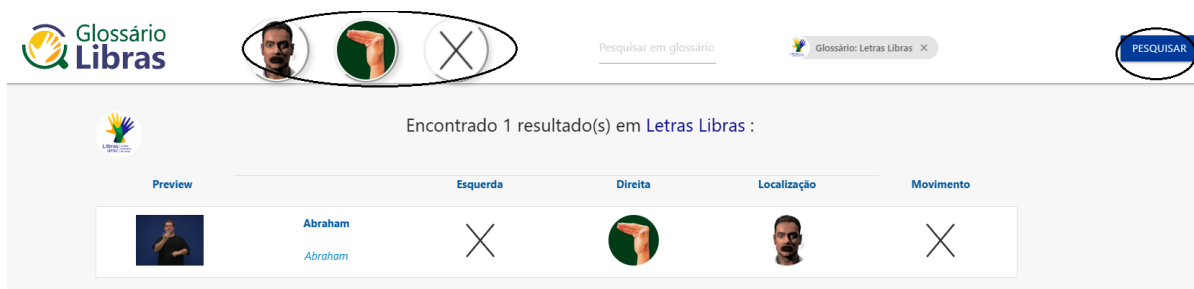 Glossário
Libras
Pesquisar em glossário
Glossário: Letras Libras
PESQUISAR
Encontrado 1 resultado(s) em Letras Libras :
Preview Esquerda Direita Localização Movimento
Abraham
Abraham